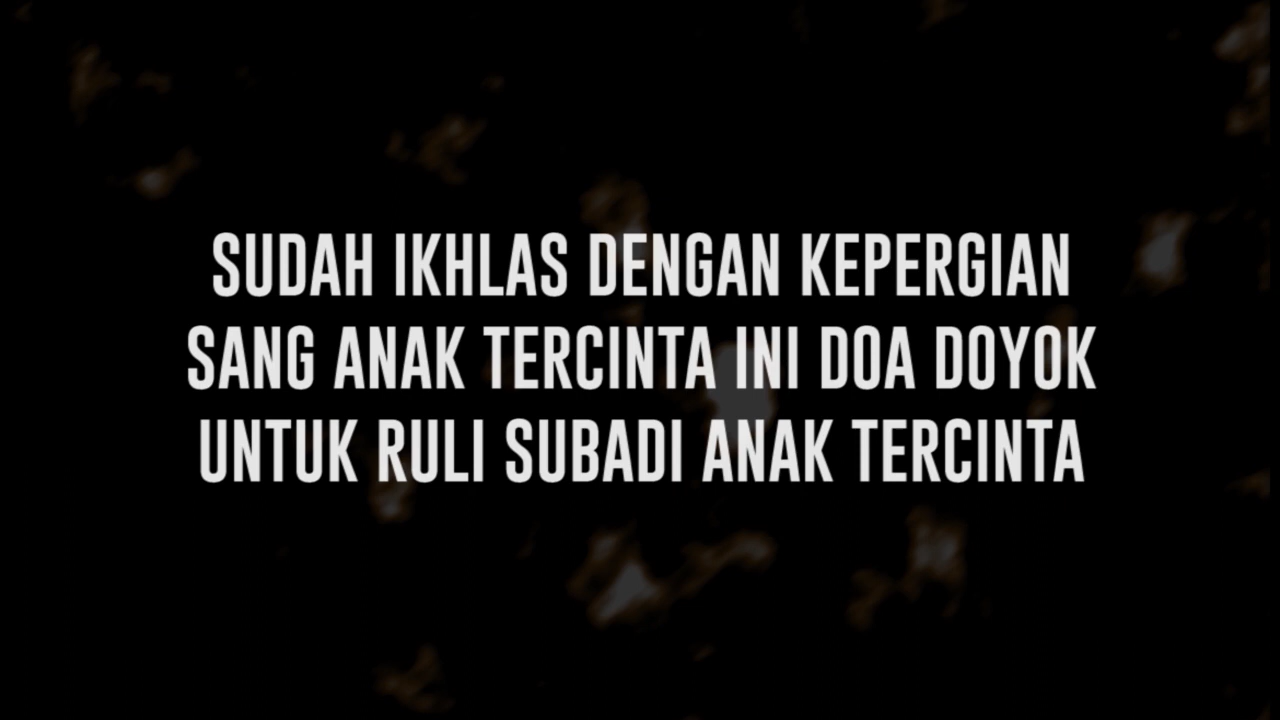 SUDAH IKHLAS DENGAN KEPERGIAN
SANG ANAK TERCINTA INI DOA DOYOK
UNTUK RULI SUBADI ANAK TERCINTA